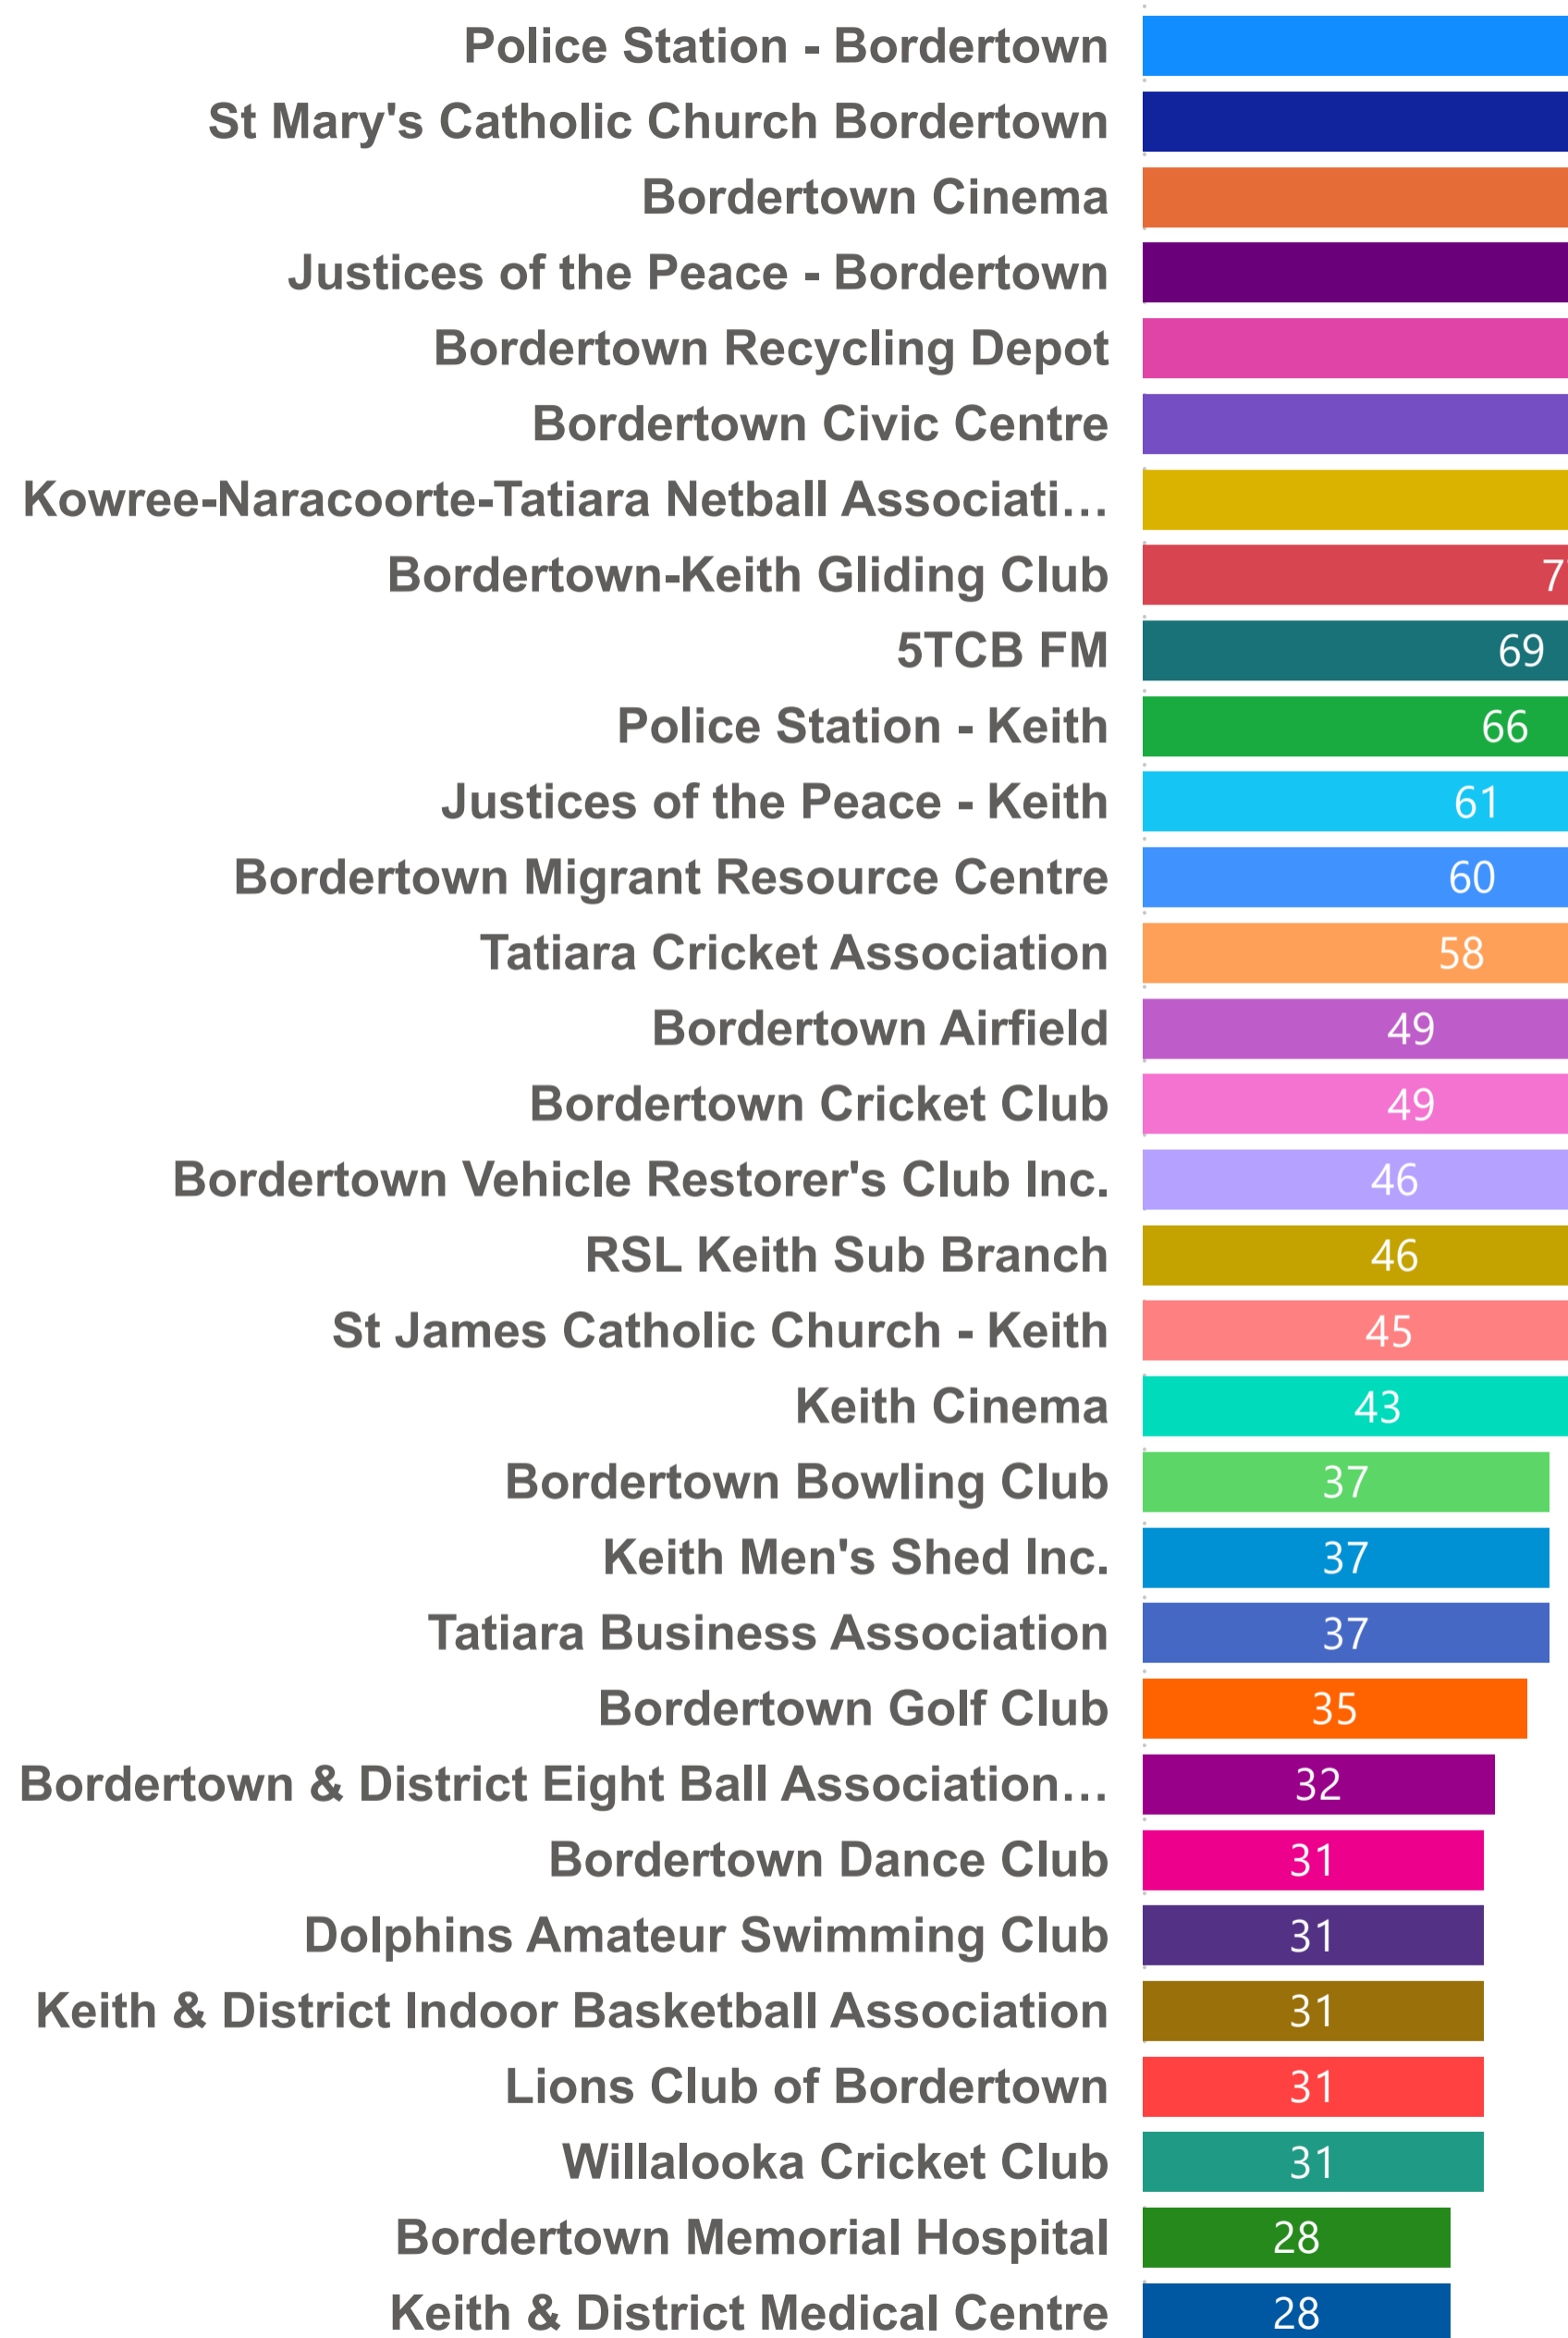 Police Station - Bordertown
St Mary's Catholic Church Bordertown
Bordertown Cinema
Justices of the Peace - Bordertown
Bordertown Recycling Depot
Bordertown Civic Centre
Kowree-Naracoorte-Tatiara Netball Associati…
Bordertown-Keith Gliding Club 7
5TCB FM 69
Police Station - Keith 66
Justices of the Peace - Keith 61
Bordertown Migrant Resource Centre 60
Tatiara Cricket Association 58
Bordertown Airfield 49
Bordertown Cricket Club 49
Bordertown Vehicle Restorer's Club Inc. 46
RSL Keith Sub Branch 46
St James Catholic Church - Keith 45
Keith Cinema 43
Bordertown Bowling Club 37
Keith Men's Shed Inc. 37
Tatiara Business Association 37
Bordertown Golf Club 35
Bordertown & District Eight Ball Association… 32
Bordertown Dance Club 31
Dolphins Amateur Swimming Club 31
Keith & District Indoor Basketball Association 31
Lions Club of Bordertown 31
Willalooka Cricket Club 31
Bordertown Memorial Hospital 28
Keith & District Medical Centre 28